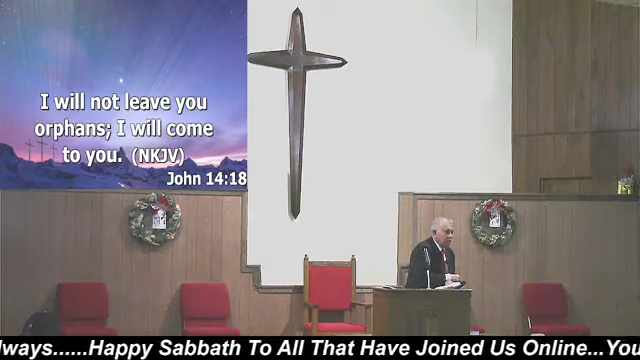 I will not leave you
orphans; I will come
to you. (NKJV)
John 14:18
lways......Happy Sabbath To All That Have Joined Us Online...You